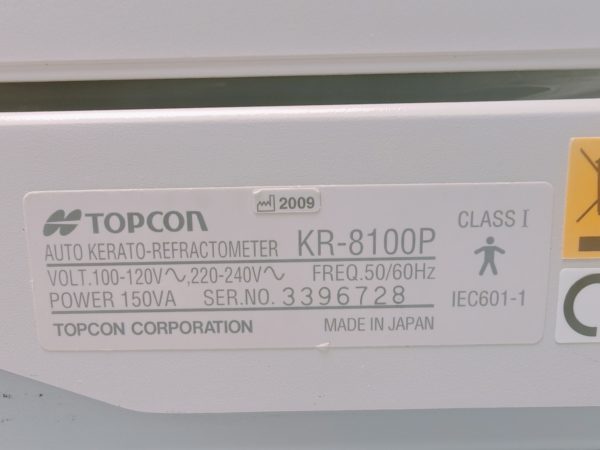 2009
TOPCON
CLASS I
AUTO KERATO-REFRACTOMETER KR-8100P
VOLT.100-120V～,220-240V～ FREQ.50/60Hz
POWER 150VA SER.NO. 3396728
IEC601-1
TOPCON CORPORATION MADE IN JAPAN